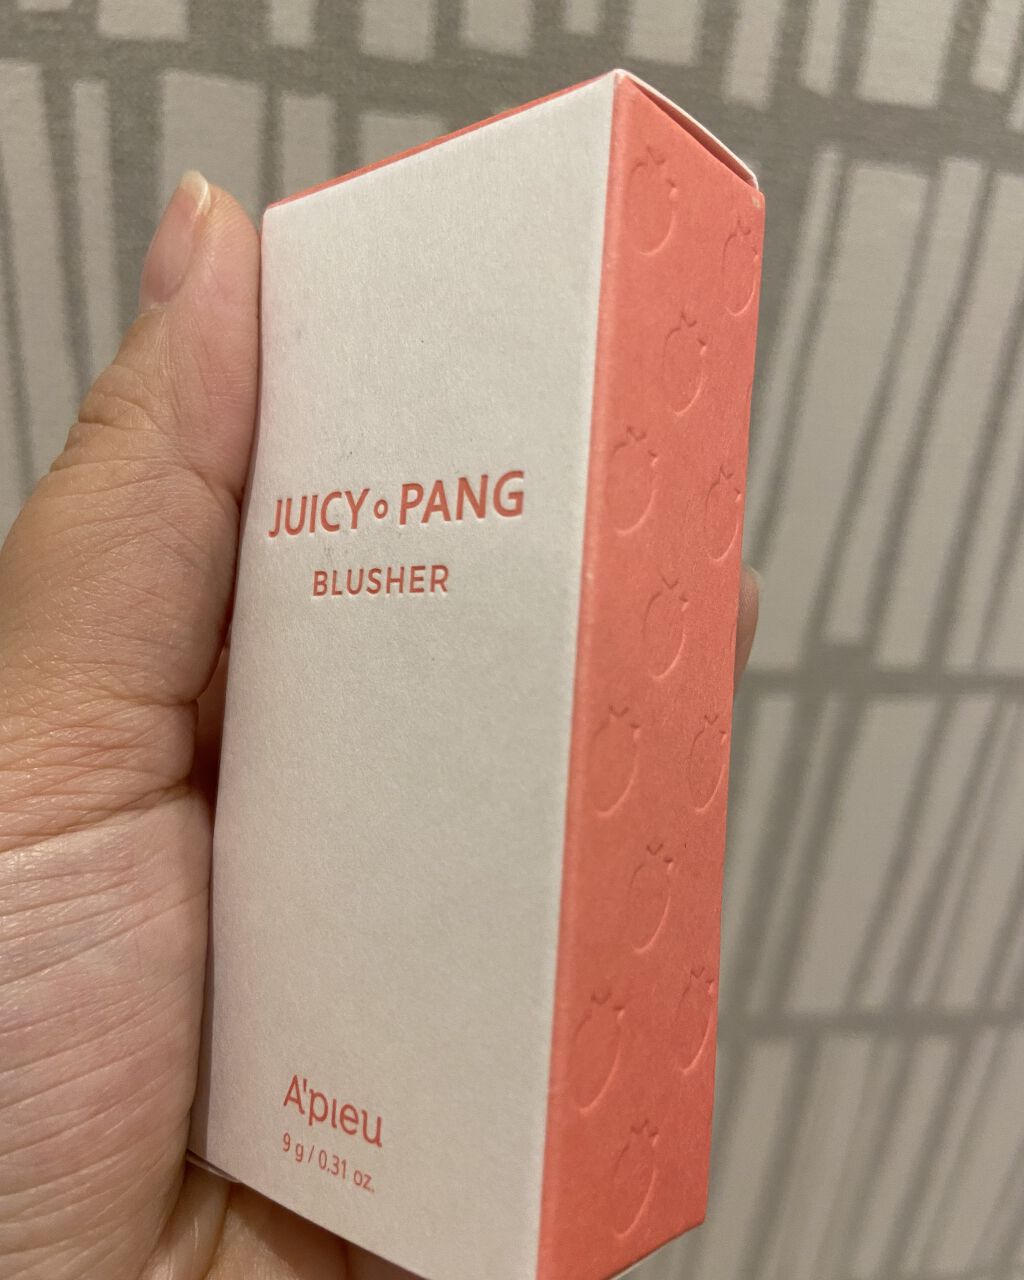 JUICY∘PANG
BLUSHER
A'pieu
9 g / 0.31 oz.